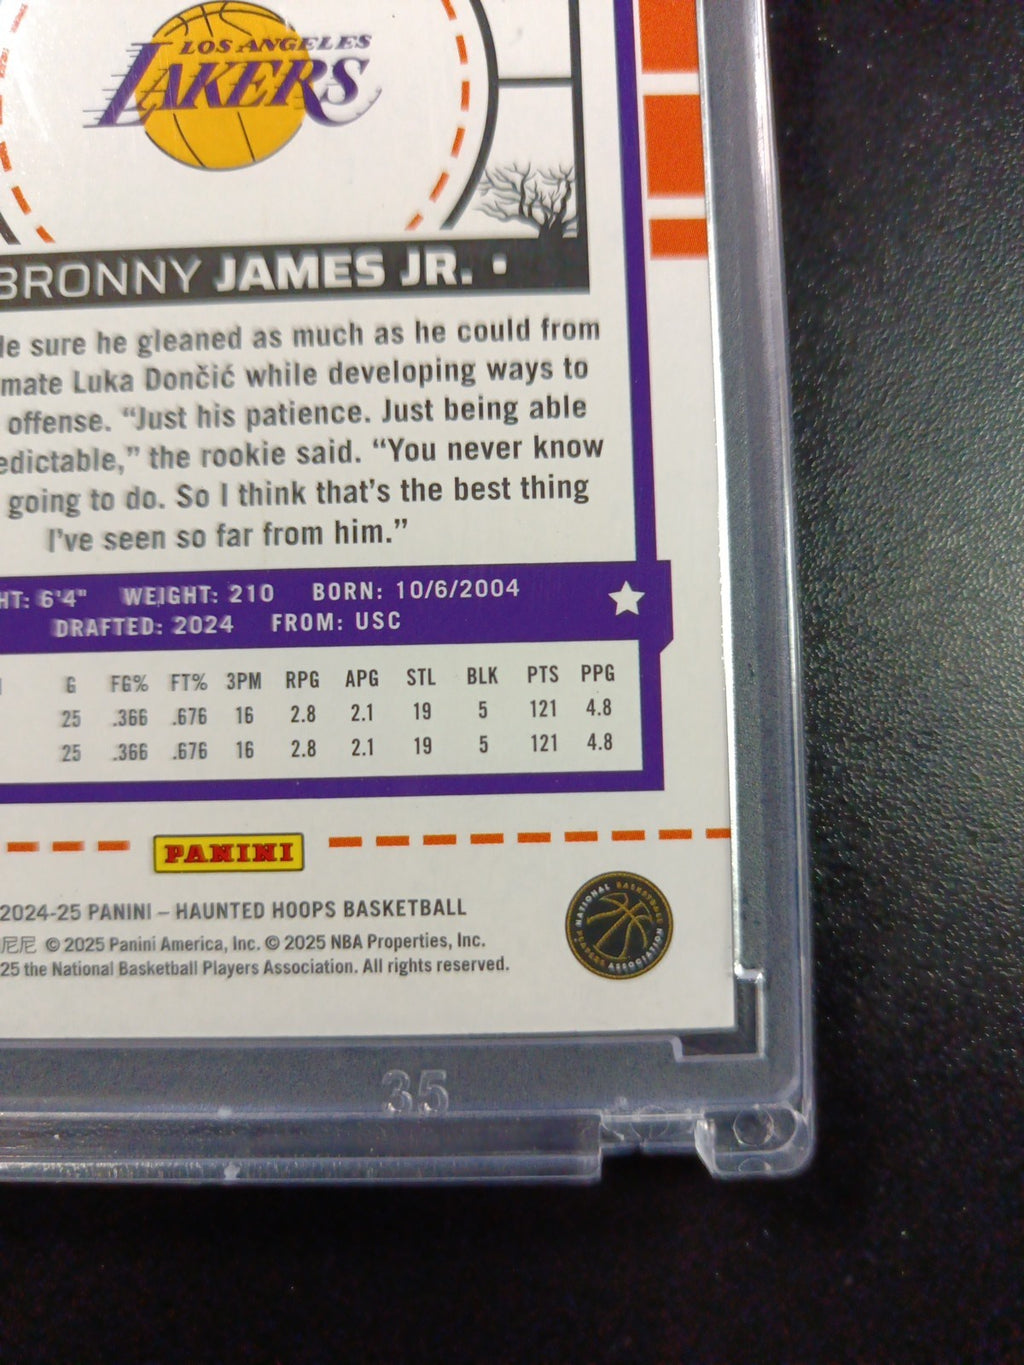 LOS ANGELES
LAKERS
BRONNY JAMES JR.
sure he gleaned as much as he could from
Luka Dončić while developing ways to
offense. “Just his patience. Just being able
the rookie said. “You never know
going to do. So I think that’s the best thing
I’ve seen so far from him.”
6'4" WEIGHT: 210 BORN: 10/6/2004
DRAFTED: 2024 FROM: USC
G FG% FT% 3PM RPG APG STL BLK PTS PPG
25 .366 .676 16 2.8 2.1 19 5 121 4.8
25 .366 .676 16 2.8 2.1 19 5 121 4.8
PANINI
2024-25 PANINI – HAUNTED HOOPS BASKETBALL
尼尼 © 2025 Panini America, Inc. © 2025 NBA Properties, Inc.
25 the National Basketball Players Association. All rights reserved.
NATIONAL BASKETBALL PLAYERS ASSOCIATION
35